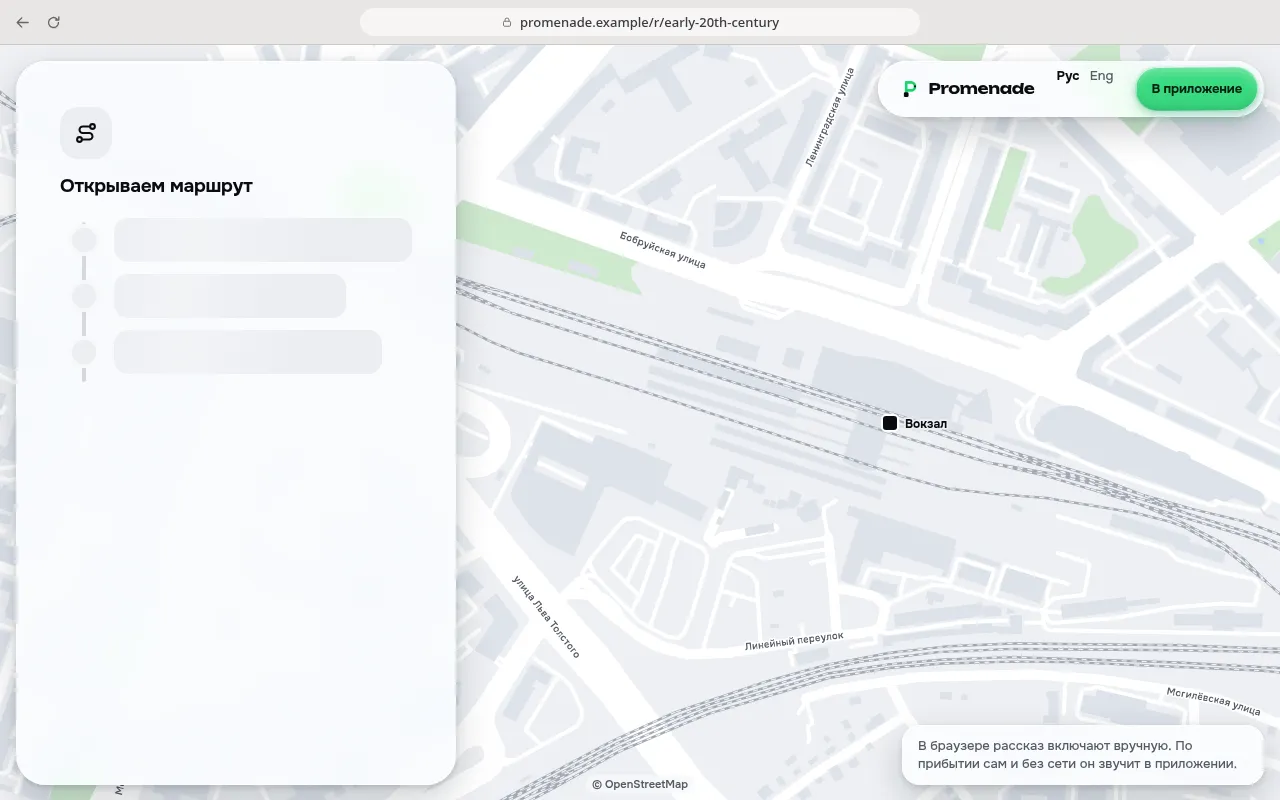 promenade.example/r/early-20th-century
Promenade
Рус Eng
В приложение
Открываем маршрут
Ленинградская улица
Бобруйская улица
Вокзал
улица Льва Толстого
Линейный переулок
Могилёвская улица
В браузере рассказ включают вручную. По
прибытии сам и без сети он звучит в приложении.
© OpenStreetMap